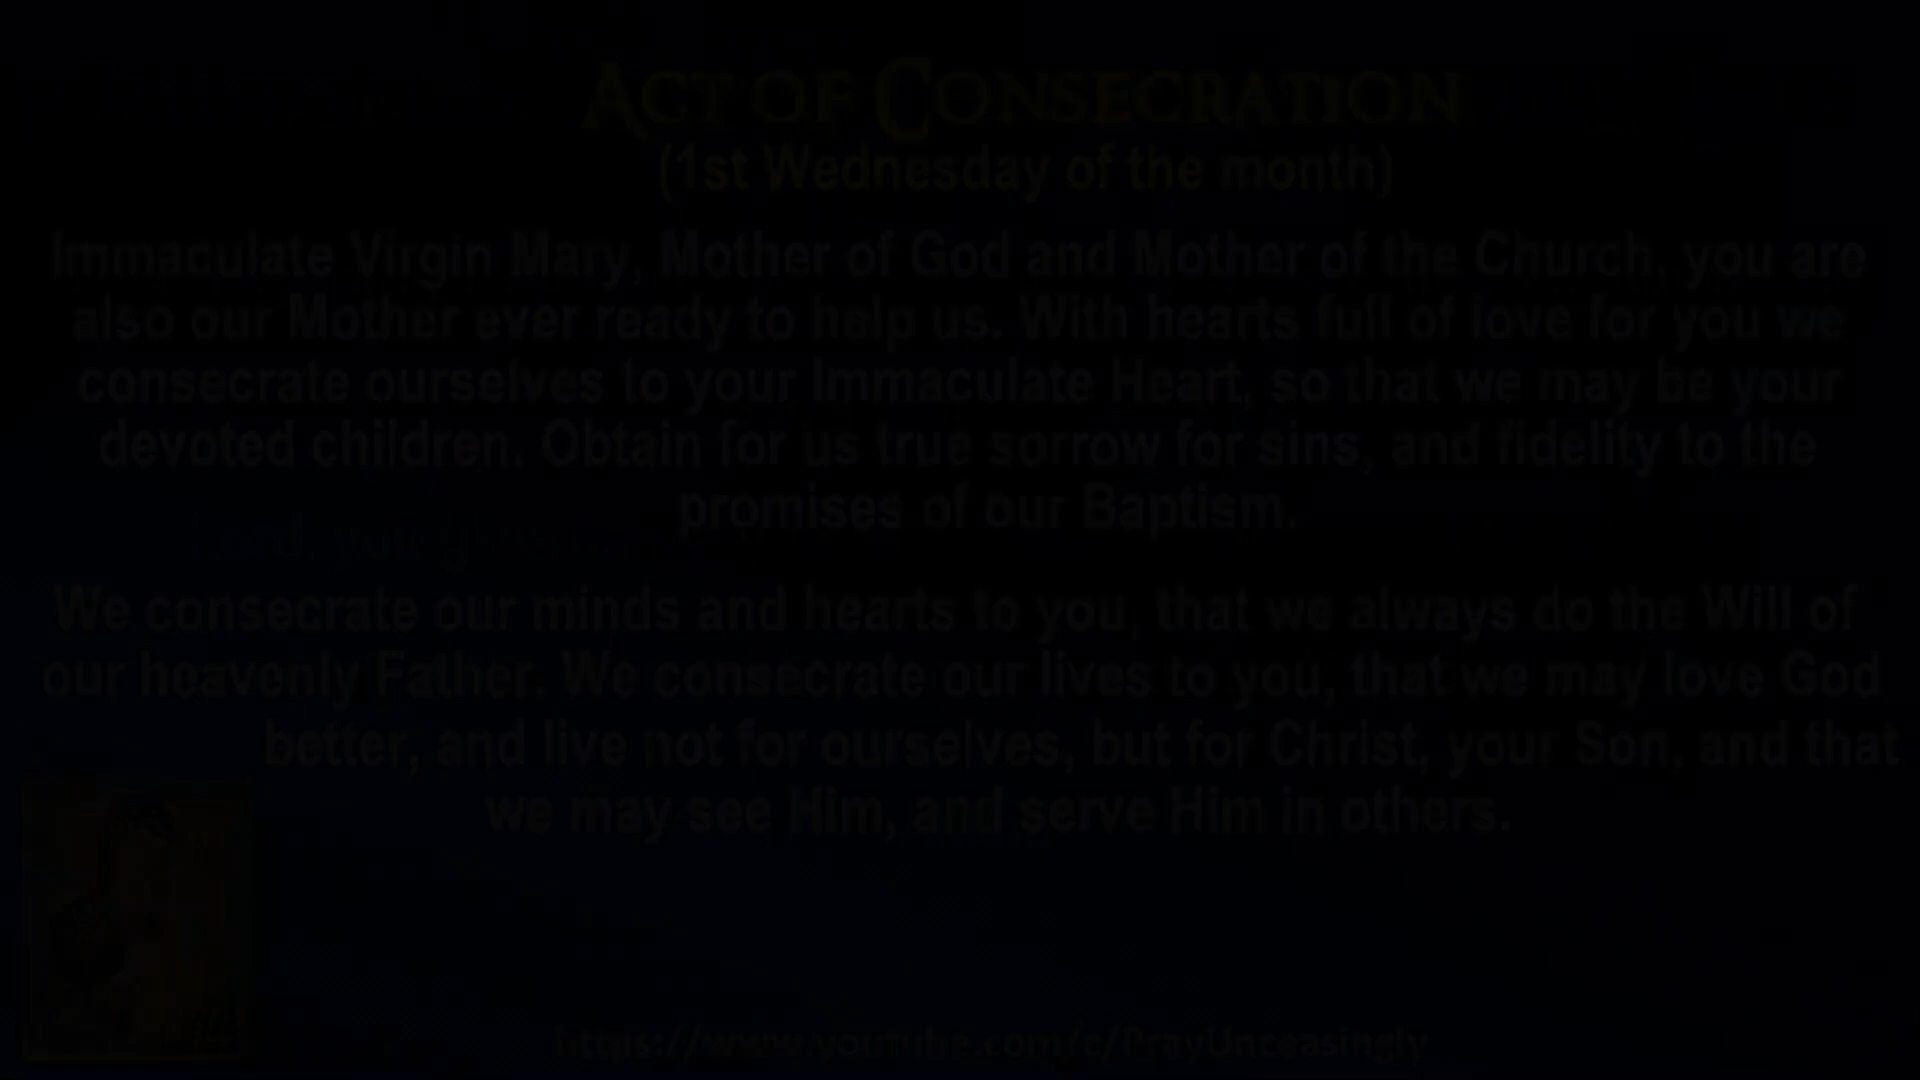 Act of Consecration
(1st Wednesday of the month)
Immaculate Virgin Mary, Mother of God and Mother of the Church, you are
also our Mother ever ready to help us. With hearts full of love for you we
consecrate ourselves to your Immaculate Heart, so that we may be your
devoted children. Obtain for us true sorrow for sins, and fidelity to the
promises of our Baptism.
We consecrate our minds and hearts to you, that we always do the Will of
our heavenly Father. We consecrate our lives to you, that we may love God
better, and live not for ourselves, but for Christ, your Son, and that
we may see Him, and serve Him in others.
https://www.youtube.com/c/PrayUnceasingly